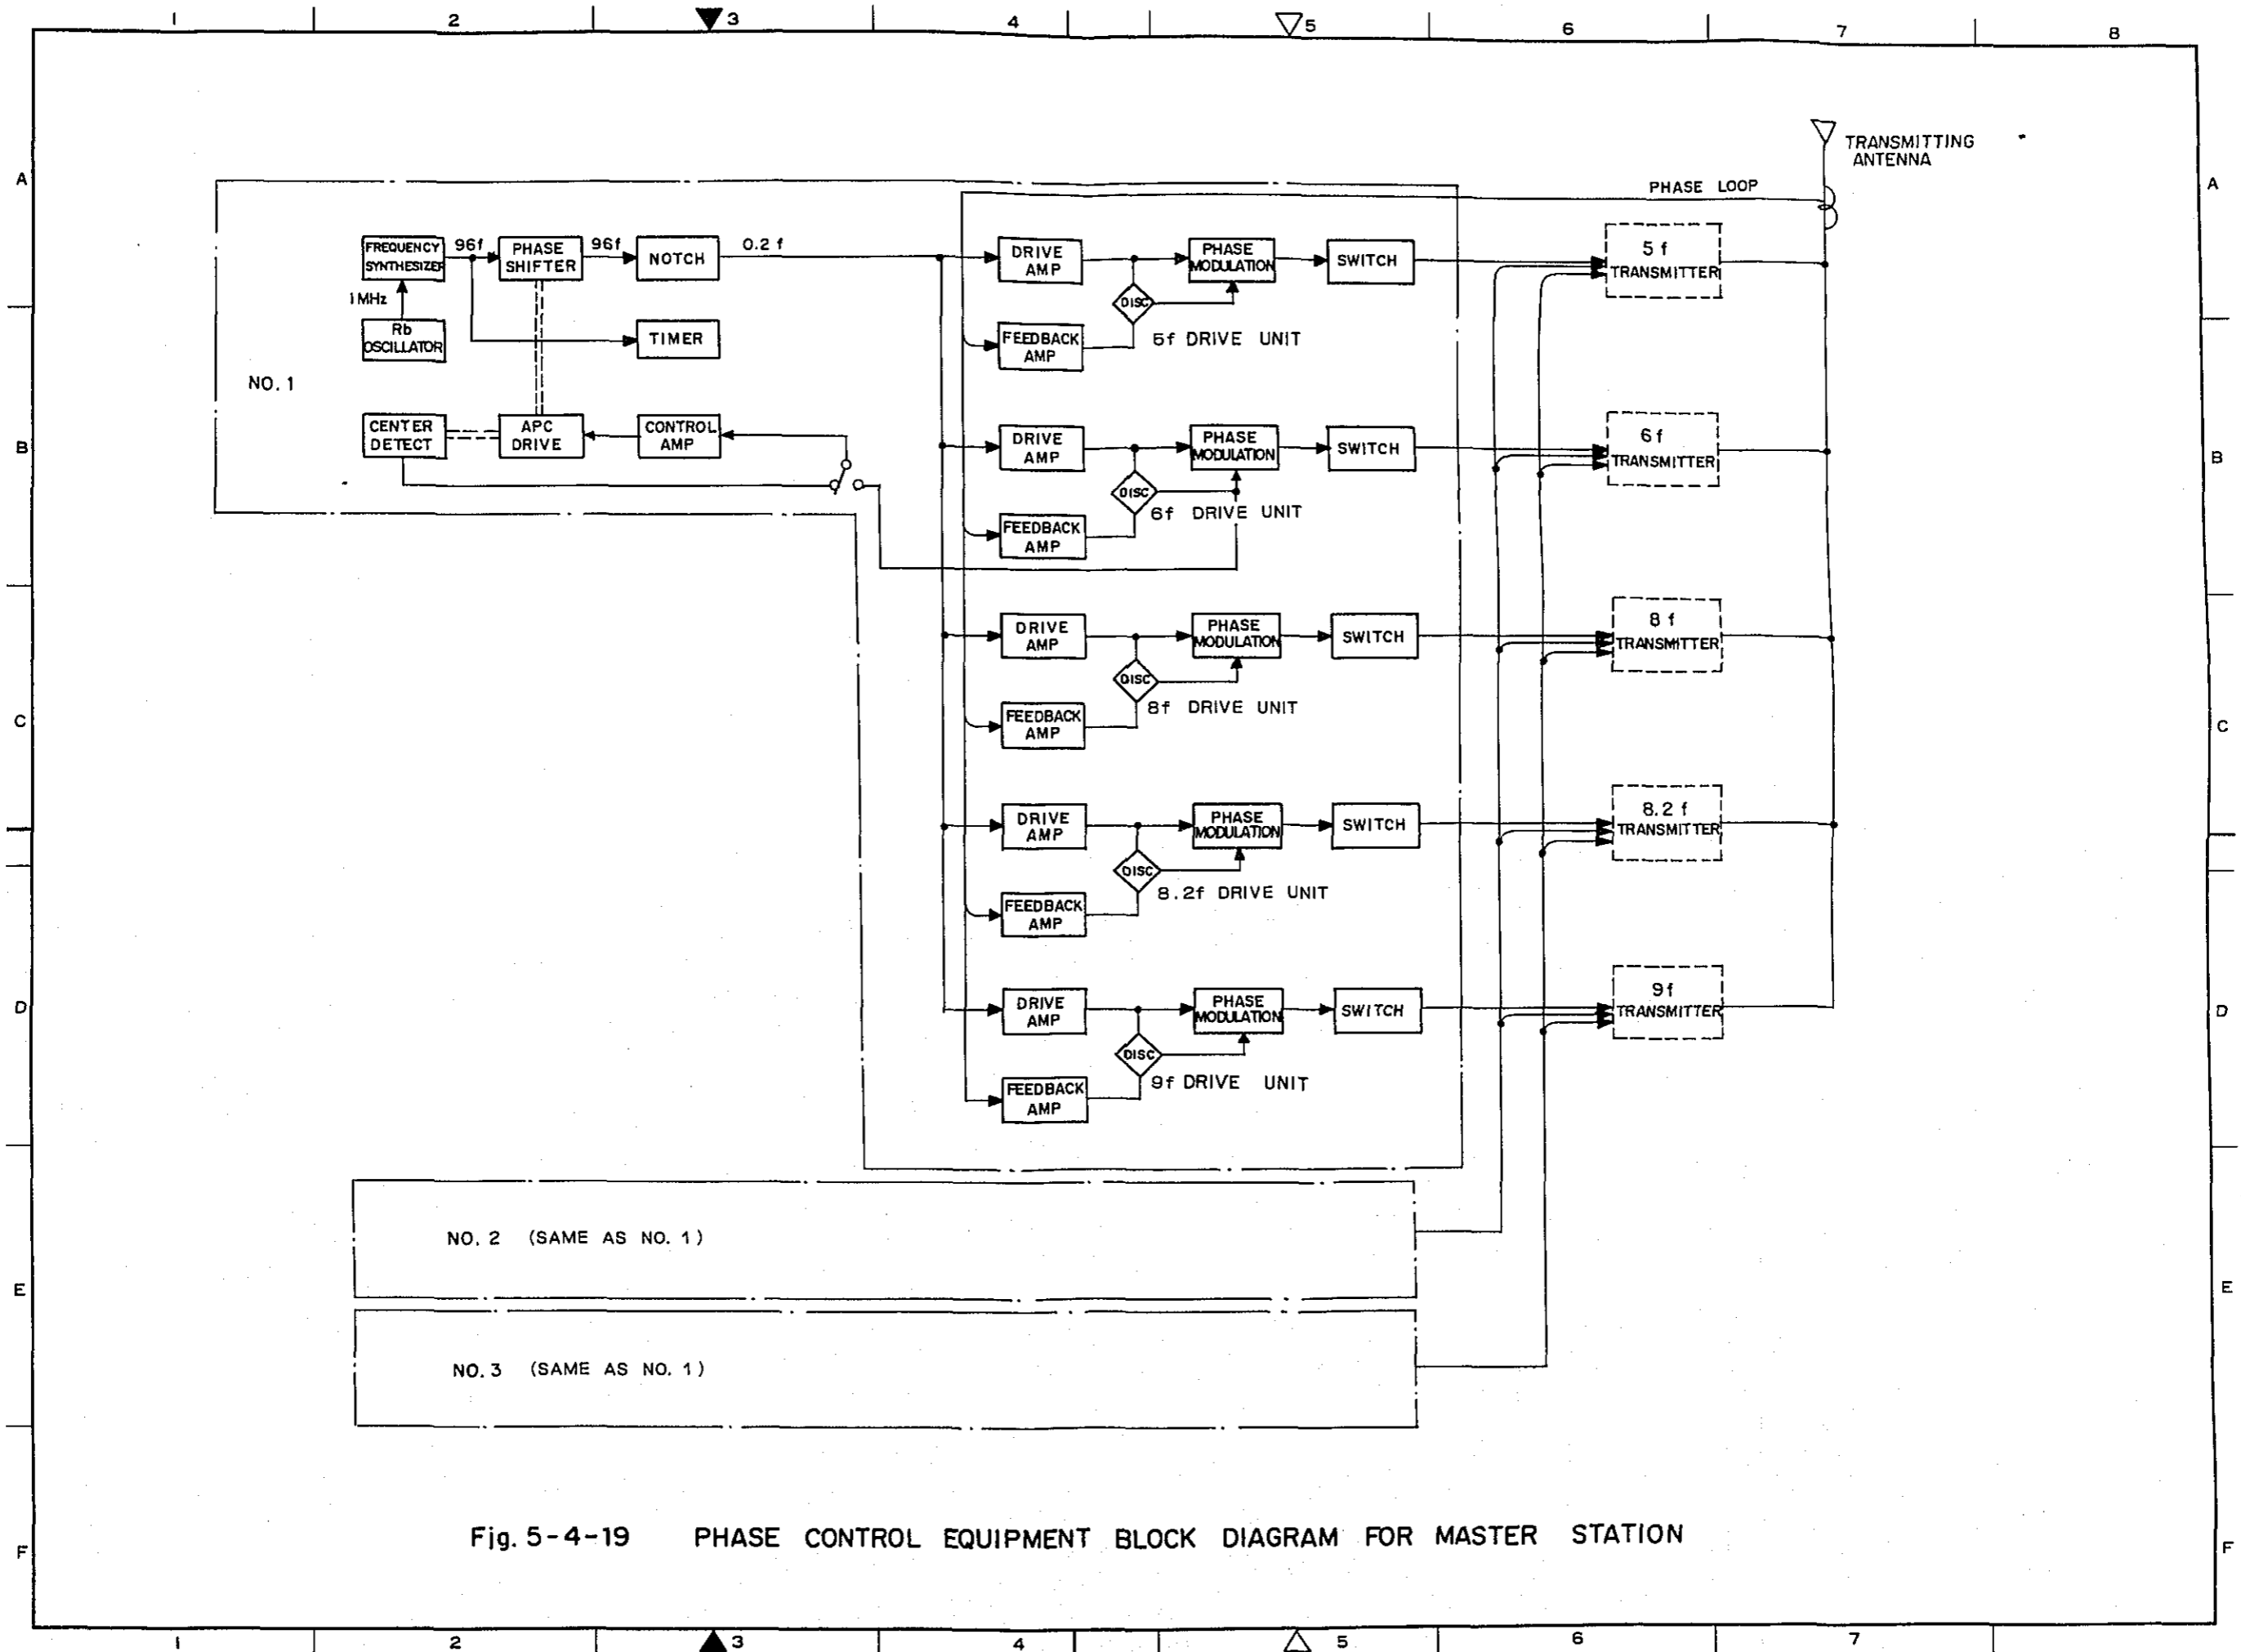 1 2 3 4 5 6 7 8
TRANSMITTING
ANTENNA
A
PHASE LOOP
A
FREQUENCY
SYNTHESIZER
96f
PHASE
SHIFTER
96f
NOTCH
0.2 f
DRIVE
AMP
PHASE
MODULATION
SWITCH
5 f
TRANSMITTER
1 MHz
DISC
Rb
OSCILLATOR
TIMER
FEEDBACK
AMP
5f DRIVE UNIT
NO. 1
B
CENTER
DETECT
APC
DRIVE
CONTROL
AMP
DRIVE
AMP
PHASE
MODULATION
SWITCH
6 f
TRANSMITTER
B
DISC
6f DRIVE UNIT
FEEDBACK
AMP
DRIVE
AMP
PHASE
MODULATION
SWITCH
8 f
TRANSMITTER
DISC
8f DRIVE UNIT
C
FEEDBACK
AMP
C
DRIVE
AMP
PHASE
MODULATION
SWITCH
8.2 f
TRANSMITTER
DISC
8.2f DRIVE UNIT
FEEDBACK
AMP
D
DRIVE
AMP
PHASE
MODULATION
SWITCH
9f
TRANSMITTER
D
DISC
9f DRIVE UNIT
FEEDBACK
AMP
NO. 2 (SAME AS NO. 1)
E
E
NO. 3 (SAME AS NO. 1)
Fig. 5-4-19 PHASE CONTROL EQUIPMENT BLOCK DIAGRAM FOR MASTER STATION
F
F
1 2 3 4 5 6 7